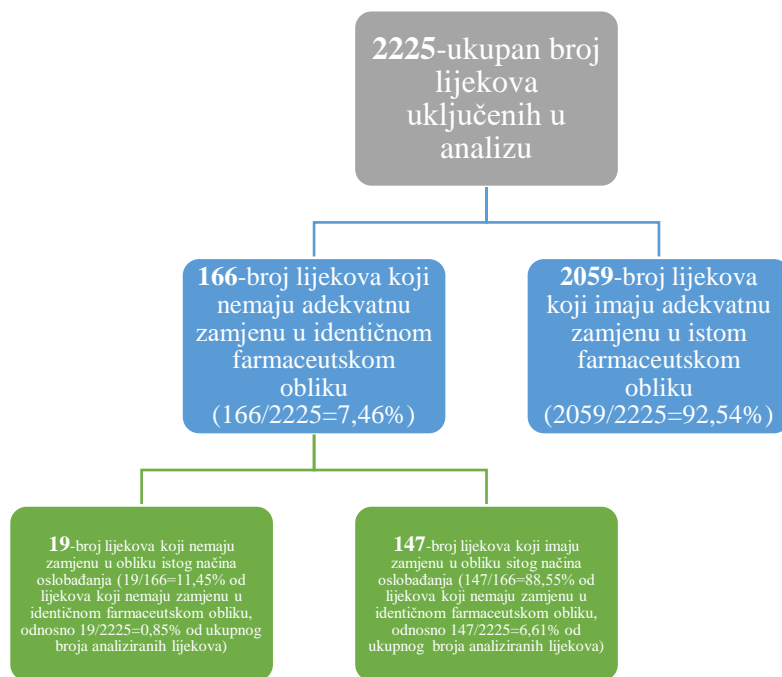 2225-ukupan broj
lijekova
uključenih u
analizu
166-broj lijekova koji
nemaju adekvatnu
zamjenu u identičnom
farmaceutskom
obliku
(166/2225=7,46%)
2059-broj lijekova
koji imaju adekvatnu
zamjenu u istom
farmaceutskom
obliku
(2059/2225=92,54%)
19-broj lijekova koji nemaju
zamjenu u obliku istog načina
oslobađanja (19/166=11,45% od
lijekova koji nemaju zamjenu u
identičnom farmaceutskom obliku,
odnosno 19/2225=0,85% od ukupnog
broja analiziranih lijekova)
147-broj lijekova koji imaju
zamjenu u obliku sitog načina
oslobađanja (147/166=88,55% od
lijekova koji nemaju zamjenu u
identičnom farmaceutskom obliku,
odnosno 147/2225=6,61% od
ukupnog broja analiziranih lijekova)